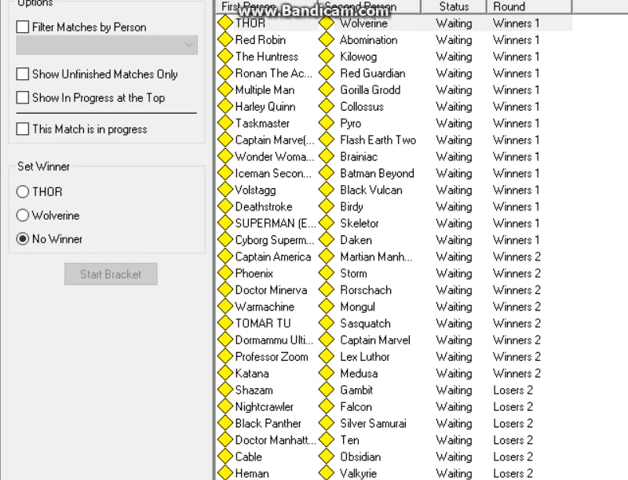 Options
Filter Matches by Person
Show Unfinished Matches Only
Show In Progress at the Top
This Match is in progress
Set Winner
THOR
Wolverine
No Winner
Start Bracket
www.Bandicam.com
First Person Second Person Status Round
THOR Wolverine Waiting Winners 1
Red Robin Abomination Waiting Winners 1
The Huntress Kilowog Waiting Winners 1
Ronan The Ac... Red Guardian Waiting Winners 1
Multiple Man Gorilla Grodd Waiting Winners 1
Harley Quinn Collossus Waiting Winners 1
Taskmaster Pyro Waiting Winners 1
Captain Marve(... Flash Earth Two Waiting Winners 1
Wonder Woma... Brainiac Waiting Winners 1
Iceman Secon... Batman Beyond Waiting Winners 1
Volstagg Black Vulcan Waiting Winners 1
Deathstroke Birdy Waiting Winners 1
SUPERMAN (E... Skeletor Waiting Winners 1
Cyborg Superm... Daken Waiting Winners 1
Captain America Martian Manh... Waiting Winners 2
Phoenix Storm Waiting Winners 2
Doctor Minerva Rorschach Waiting Winners 2
Warmachine Mongul Waiting Winners 2
TOMAR TU Sasquatch Waiting Winners 2
Dormammu Ulti... Captain Marvel Waiting Winners 2
Professor Zoom Lex Luthor Waiting Winners 2
Katana Medusa Waiting Winners 2
Shazam Gambit Waiting Losers 2
Nightcrawler Falcon Waiting Losers 2
Black Panther Silver Samurai Waiting Losers 2
Doctor Manhatt... Ten Waiting Losers 2
Cable Obsidian Waiting Losers 2
Heman Valkyrie Waiting Losers 2